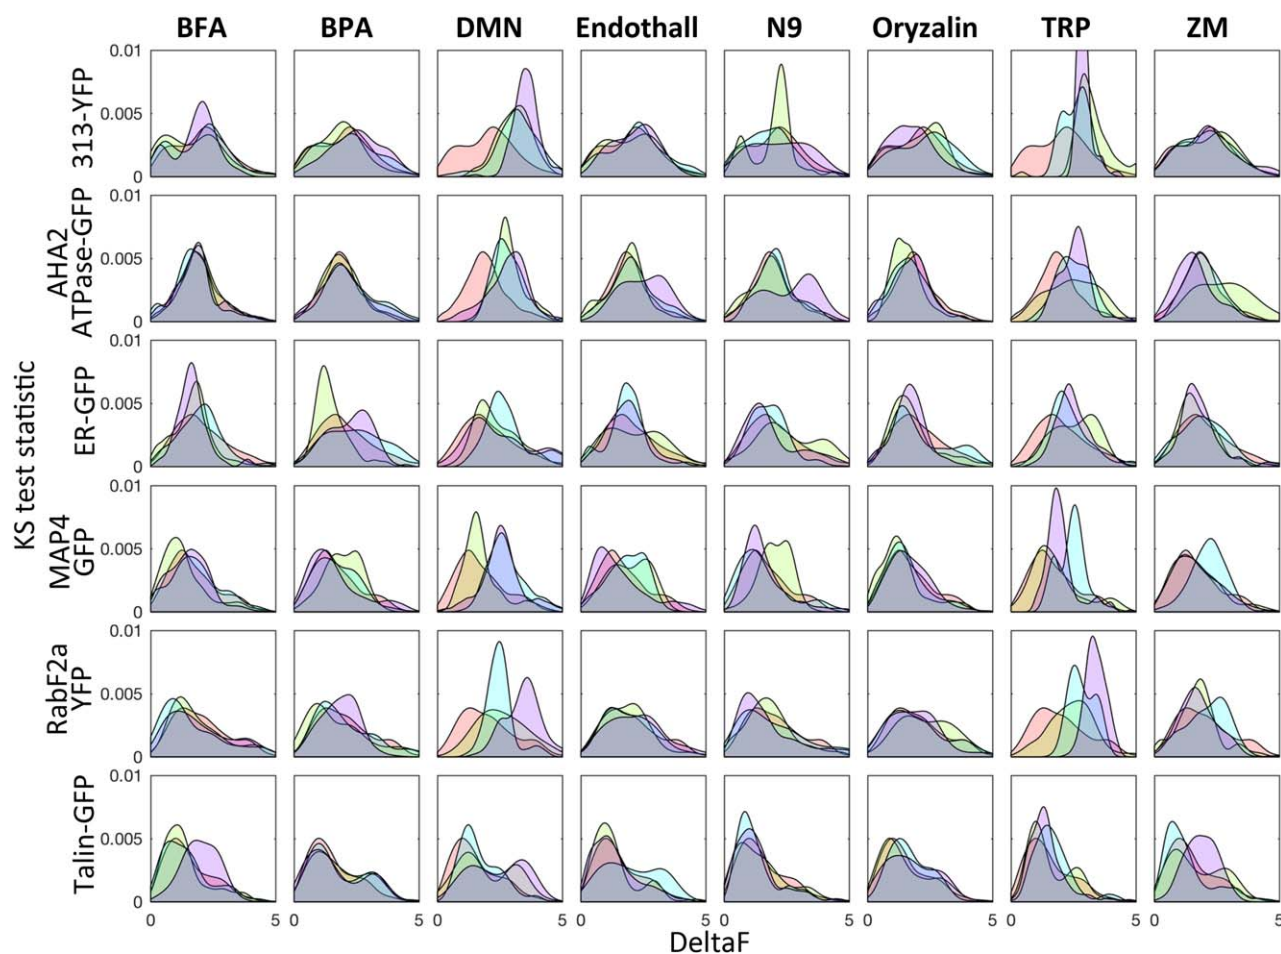 BFA BPA DMN Endothall N9 Oryzalin TRP ZM
KS test statistic
313-YFP
0.01
0.005
0
AHA2
ATPase-GFP
0.01
0.005
0
ER-GFP
0.01
0.005
0
MAP4
GFP
0.01
0.005
0
RabF2a
YFP
0.01
0.005
0
Talin-GFP
0.01
0.005
0
0 5 0 5 0 5 0 5 0 5 0 5 0 5 0 5
DeltaF